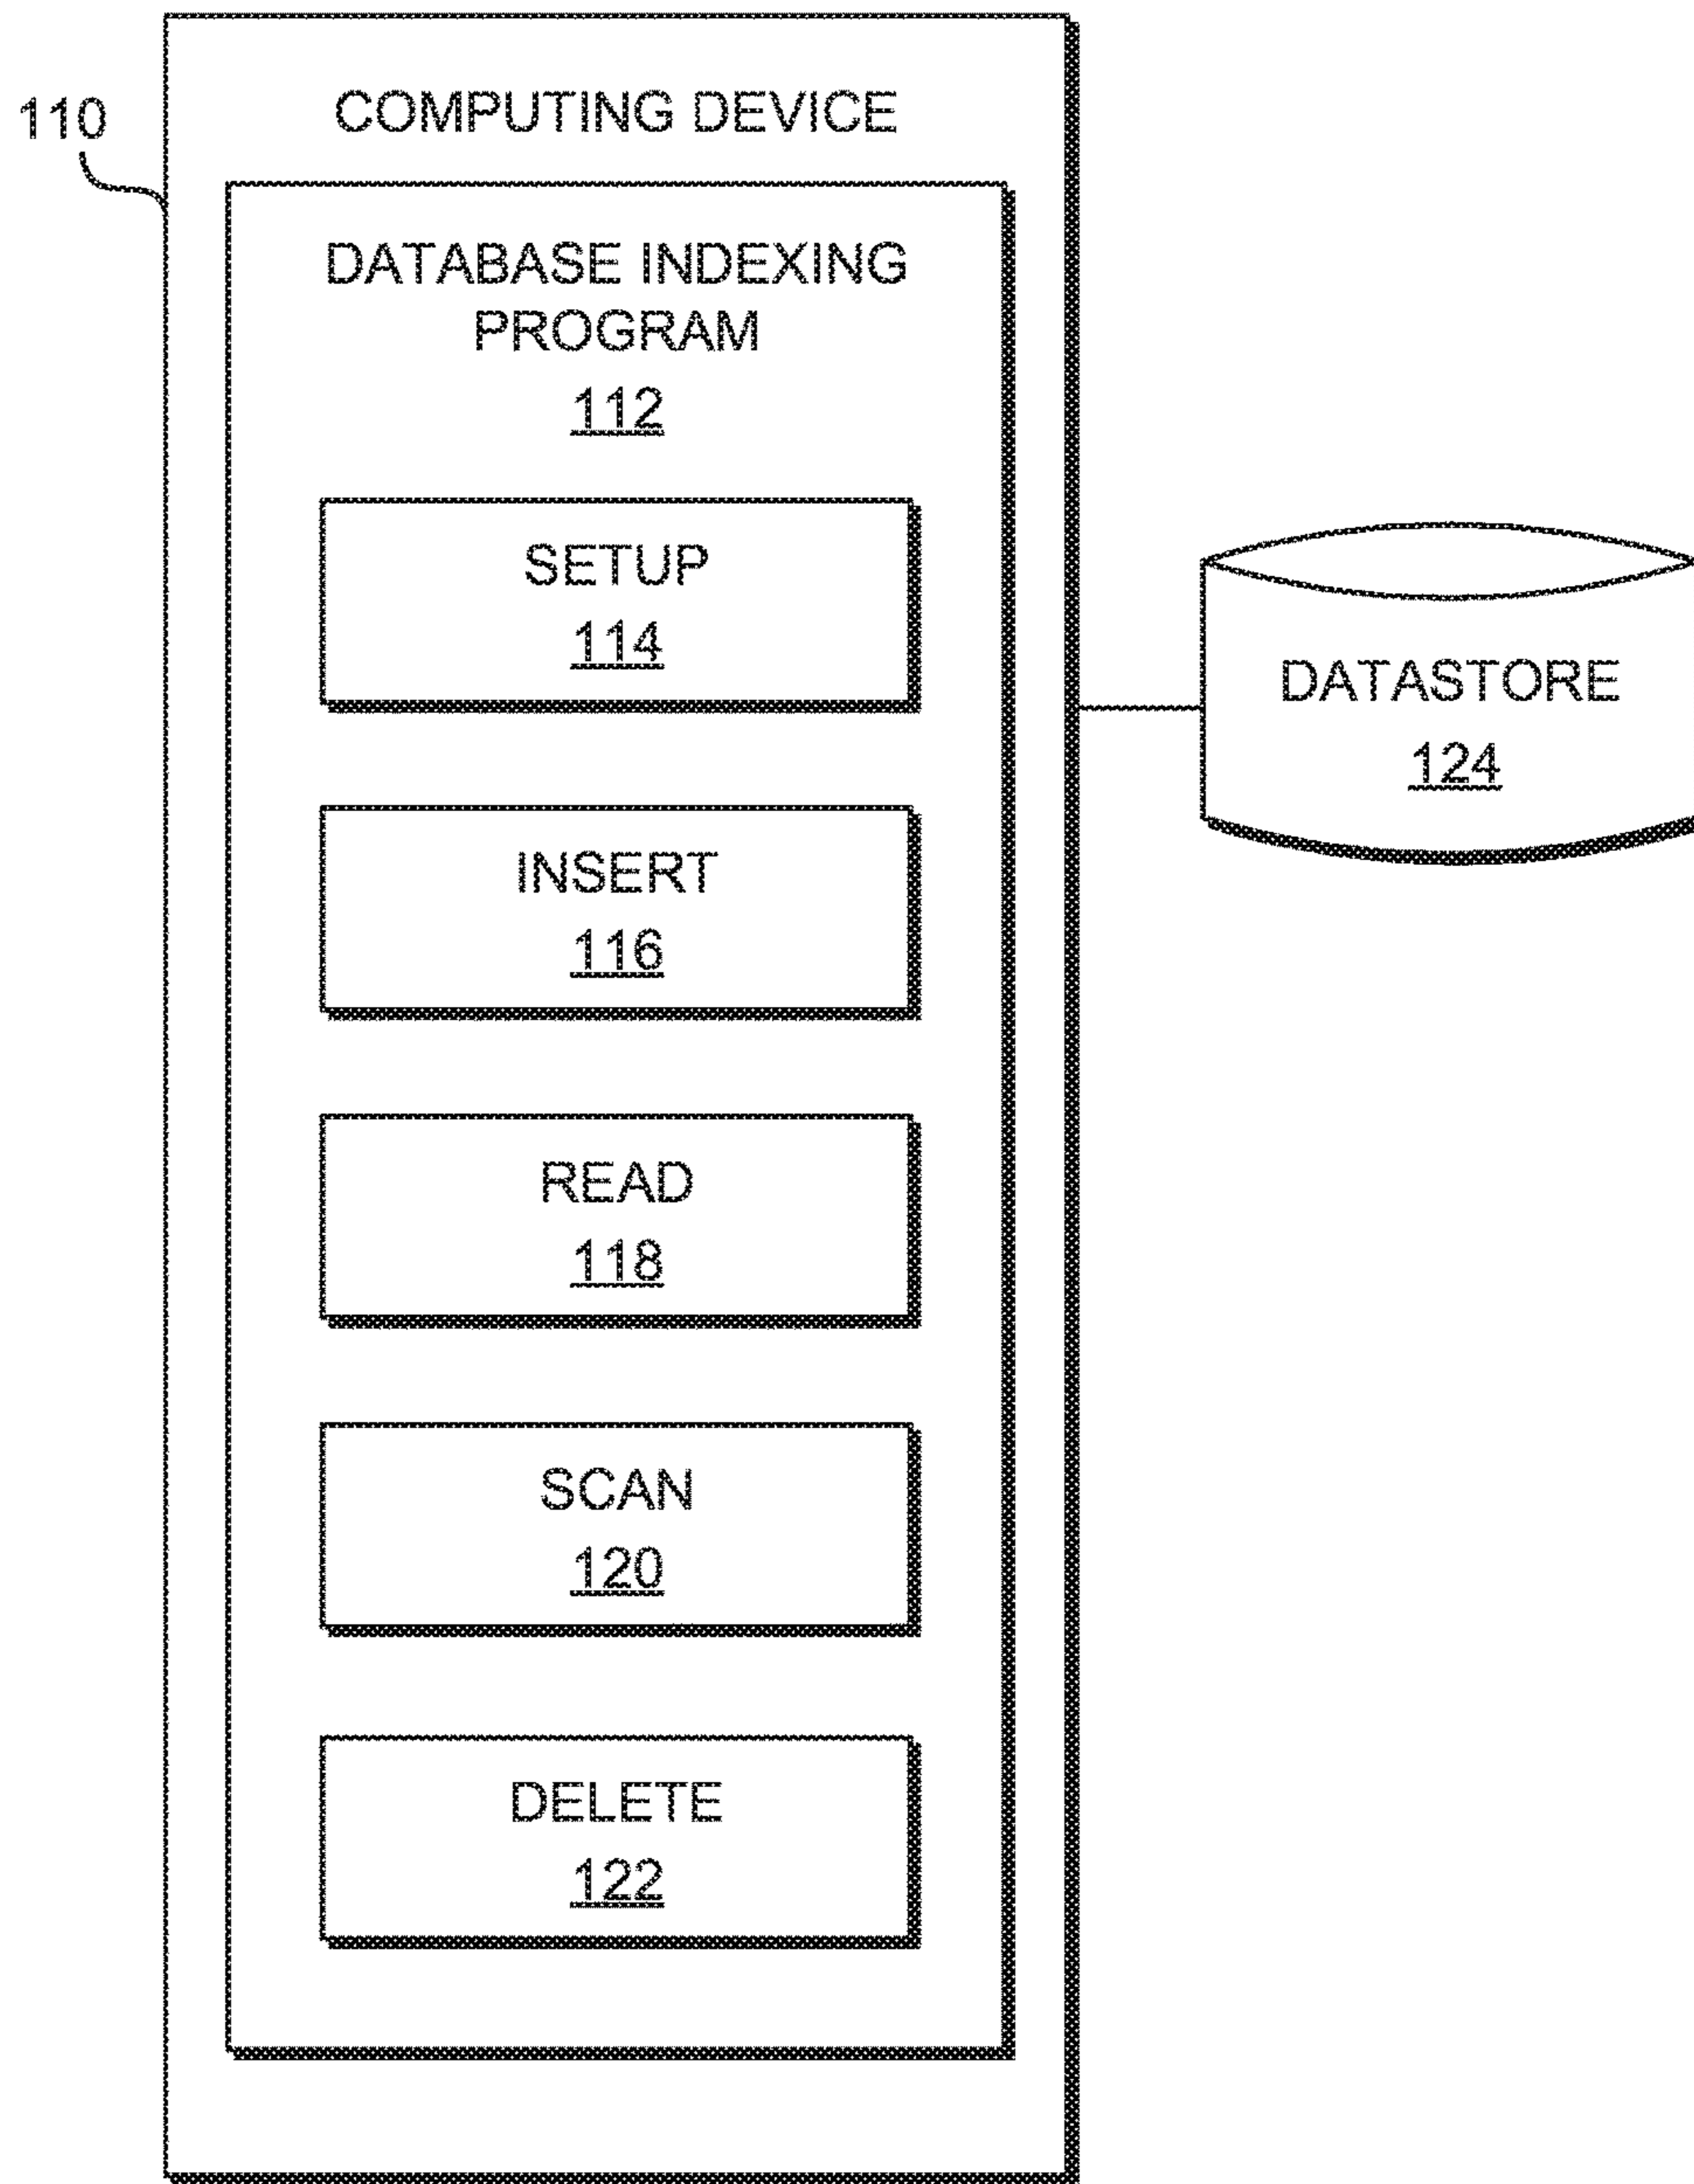 110
COMPUTING DEVICE
DATABASE INDEXING
PROGRAM
112
SETUP
114
INSERT
116
READ
118
SCAN
120
DELETE
122
DATASTORE
124